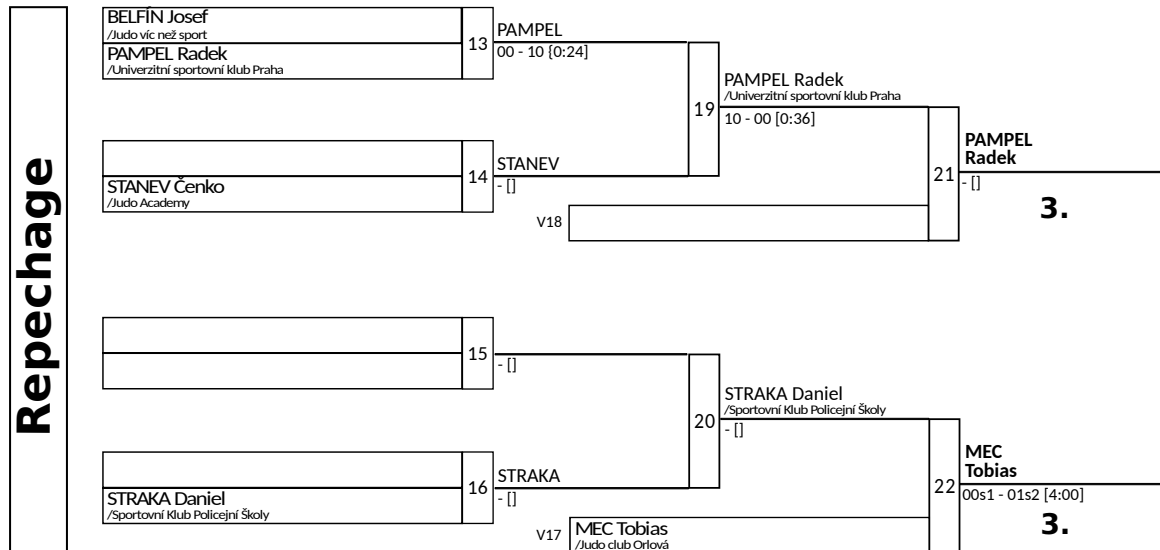 Repechage
BELFÍN Josef
/Judo víc než sport
13
PAMPEL
PAMPEL Radek
00 - 10 [0:24]
/Univerzitní sportovní klub Praha
PAMPEL Radek
/Univerzitní sportovní klub Praha
19
10 - 00 [0:36]
PAMPEL
Radek
STANEV
14
21
STANEV Čenko
- []
- []
/Judo Academy
3.
V18
15
- []
STRAKA Daniel
/Sportovní Klub Policejní Školy
20
- []
MEC
Tobias
STRAKA
16
22
STRAKA Daniel
- []
00s1 - 01s2 [4:00]
/Sportovní Klub Policejní Školy
3.
V17
MEC Tobias
/Judo club Orlová